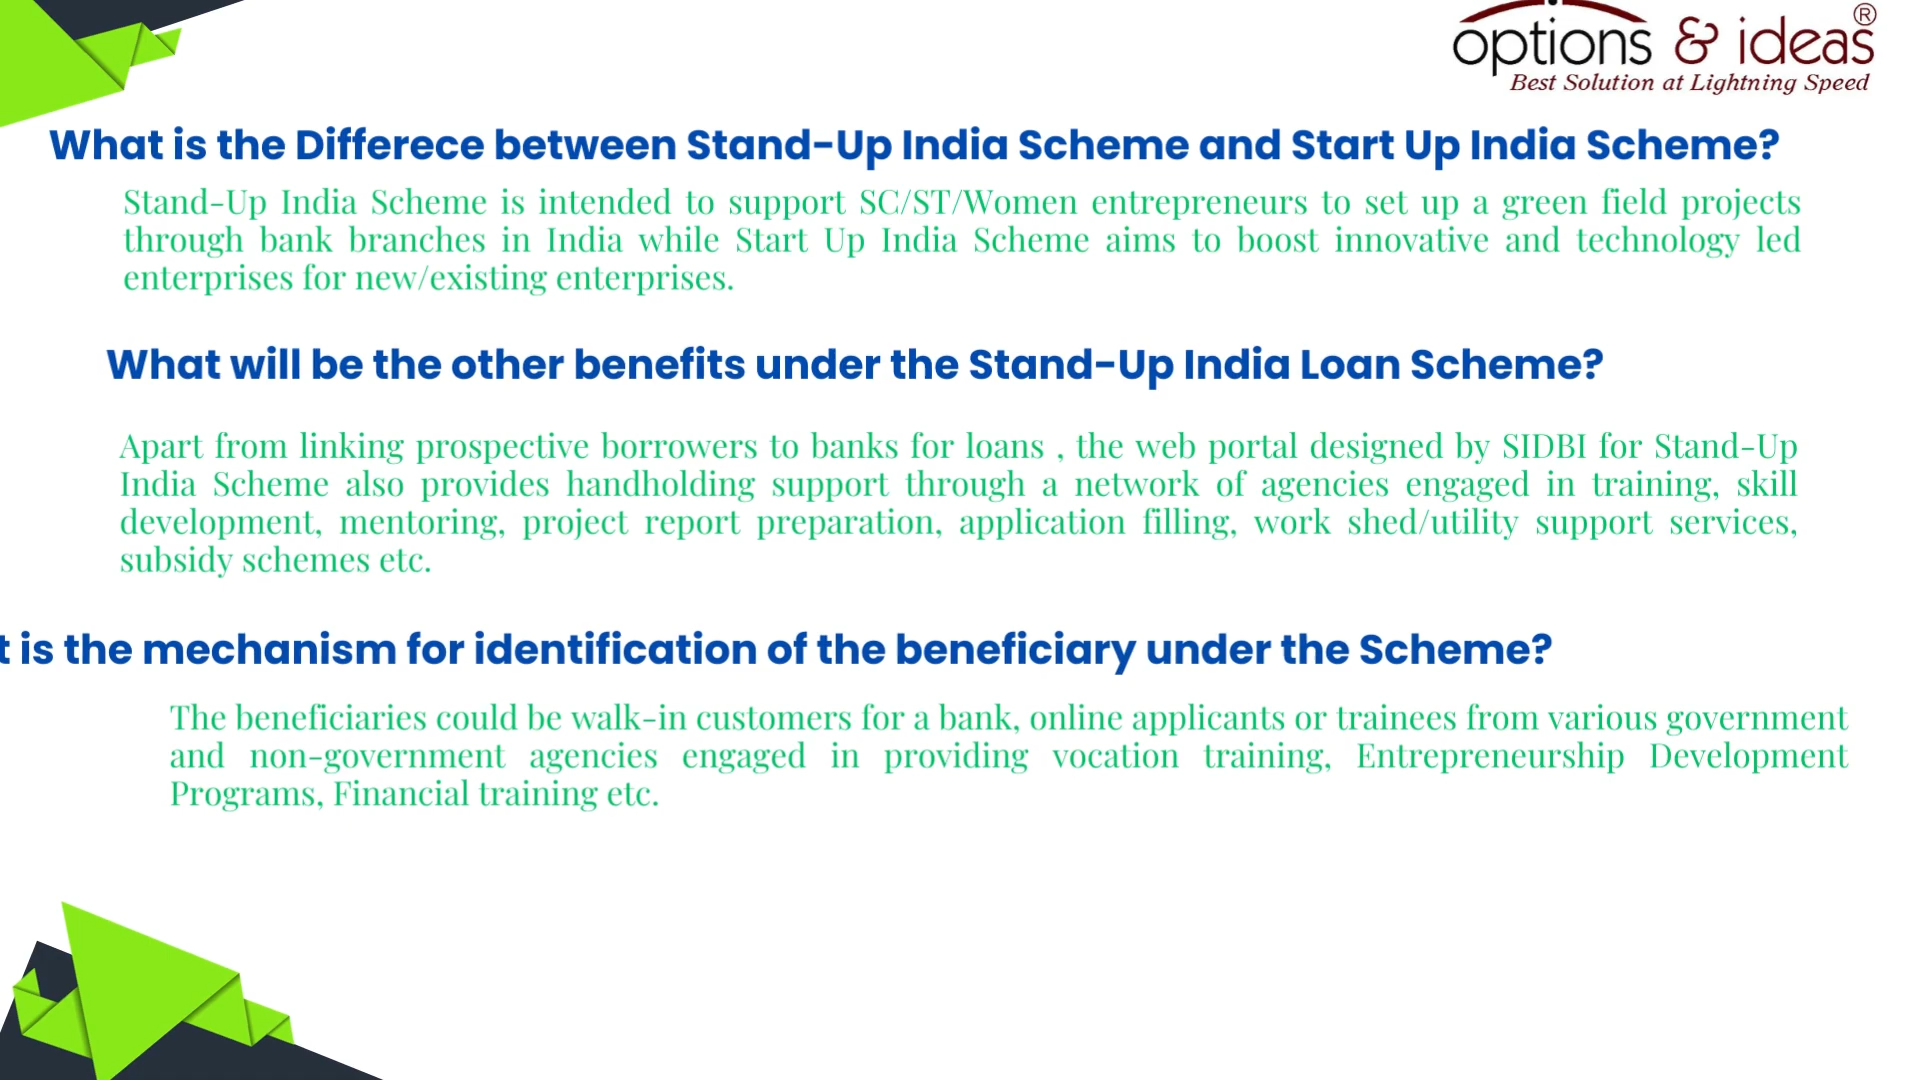 options & ideas®
Best Solution at Lightning Speed
What is the Differece between Stand-Up India Scheme and Start Up India Scheme?
Stand-Up India Scheme is intended to support SC/ST/Women entrepreneurs to set up a green field projects
through bank branches in India while Start Up India Scheme aims to boost innovative and technology led
enterprises for new/existing enterprises.
What will be the other benefits under the Stand-Up India Loan Scheme?
Apart from linking prospective borrowers to banks for loans , the web portal designed by SIDBI for Stand-Up
India Scheme also provides handholding support through a network of agencies engaged in training, skill
development, mentoring, project report preparation, application filling, work shed/utility support services,
subsidy schemes etc.
t is the mechanism for identification of the beneficiary under the Scheme?
The beneficiaries could be walk-in customers for a bank, online applicants or trainees from various government
and non-government agencies engaged in providing vocation training, Entrepreneurship Development
Programs, Financial training etc.